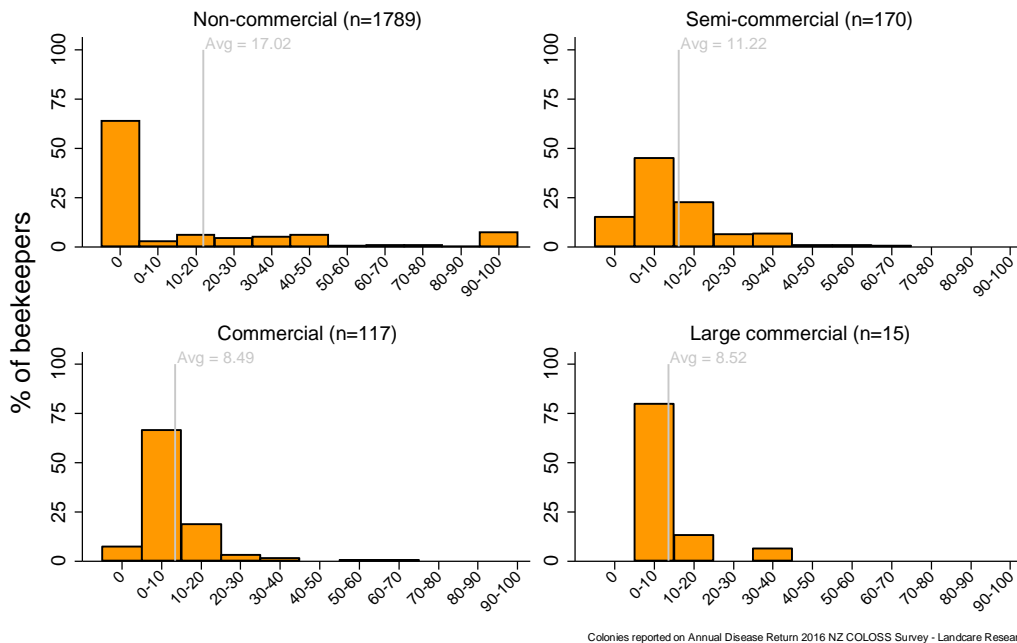 Non-commercial (n=1789)
Avg = 17.02
100
75
50
25
0
0 0-10 10-20 20-30 30-40 40-50 50-60 60-70 70-80 80-90 90-100
Semi-commercial (n=170)
Avg = 11.22
100
75
50
25
0
0 0-10 10-20 20-30 30-40 40-50 50-60 60-70 70-80 80-90 90-100
% of beekeepers
Commercial (n=117)
Avg = 8.49
100
75
50
25
0
0 0-10 10-20 20-30 30-40 40-50 50-60 60-70 70-80 80-90 90-100
Large commercial (n=15)
Avg = 8.52
100
75
50
25
0
0 0-10 10-20 20-30 30-40 40-50 50-60 60-70 70-80 80-90 90-100
Colonies reported on Annual Disease Return 2016 NZ COLOSS Survey - Landcare Resear